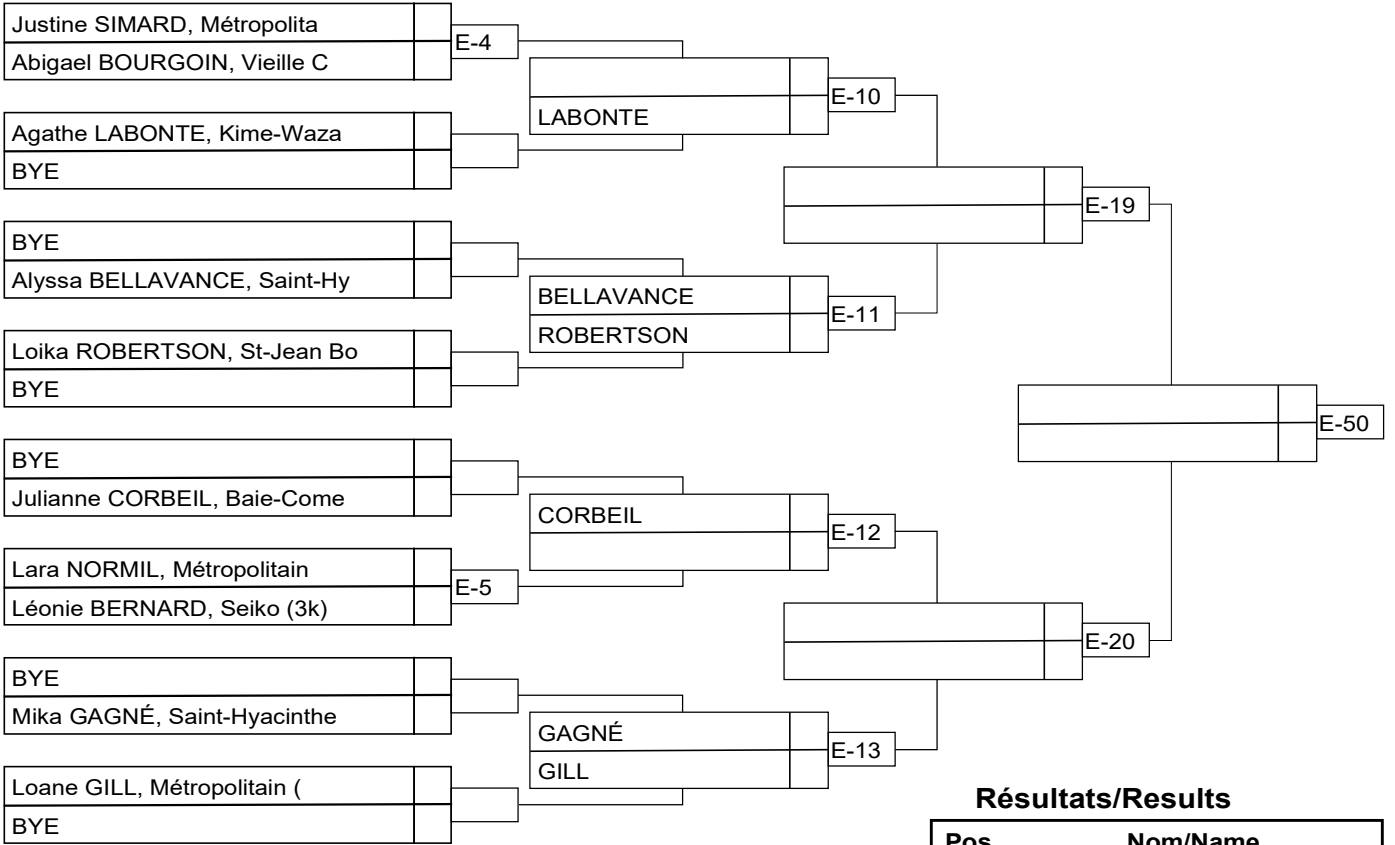 Justine SIMARD, Métropolita
Abigael BOURGOIN, Vieille C
E-4
Agathe LABONTE, Kime-Waza
BYE
LABONTE
E-10
BYE
Alyssa BELLAVANCE, Saint-Hy
Loika ROBERTSON, St-Jean Bo
BYE
BELLAVANCE
ROBERTSON
E-11
E-19
BYE
Julianne CORBEIL, Baie-Come
Lara NORMIL, Métropolitain
Léonie BERNARD, Seiko (3k)
E-5
CORBEIL
E-12
BYE
Mika GAGNÉ, Saint-Hyacinthe
Loane GILL, Métropolitain (
BYE
GAGNÉ
GILL
E-13
E-20
E-50
Résultats/Results
Pos Nom/Name